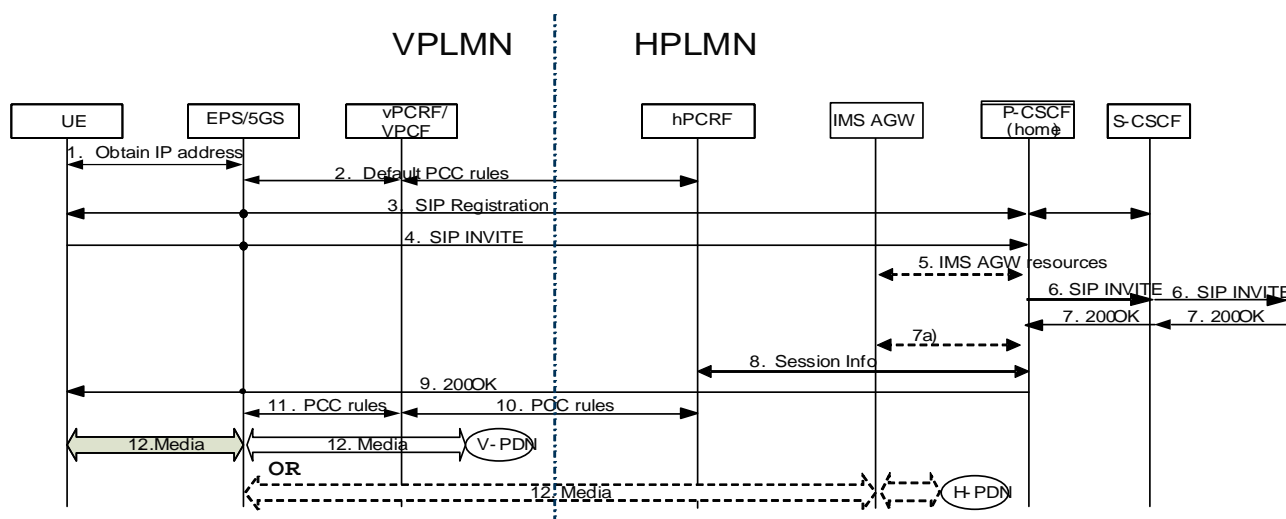 VPLMN
HPLMN
UE
EPS/5GS
vPCRF/
VPCF
hPCRF
IMS AGW
P-CSCF
(home)
S-CSCF
1. Obtain IP address
2. Default PCC rules
3. SIP Registration
4. SIP INVITE
5. IMS AGW resources
6. SIP INVITE
6. SIP INVITE
7. 200OK
7. 200OK
7a)
8. Session Info
9. 200OK
11. PCC rules
10. PCC rules
12.Media
12. Media
V-PDN
OR
12. Media
H-PDN